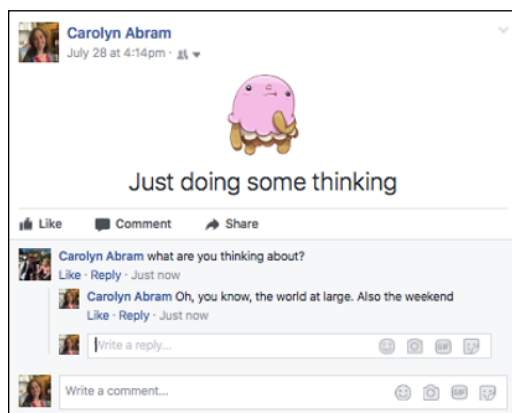 Carolyn Abram
July 28 at 4:14pm ·
Just doing some thinking
Like Comment Share
Carolyn Abram what are you thinking about?
Like · Reply · Just now
Carolyn Abram Oh, you know, the world at large. Also the weekend
Like · Reply · Just now
Write a reply...
GIF
Write a comment...
GIF